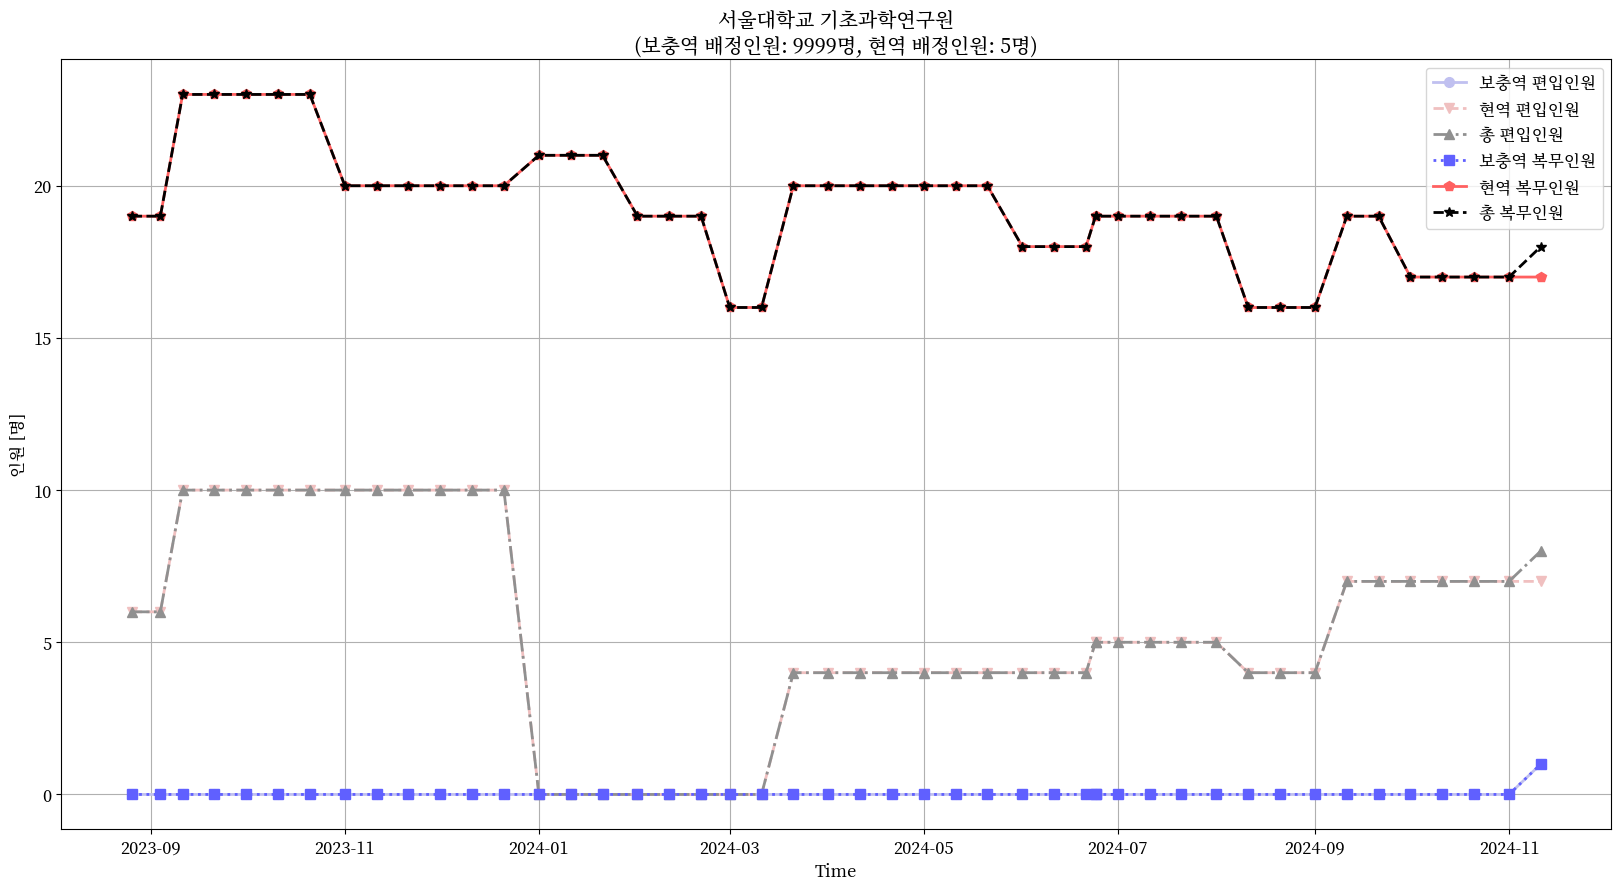 서울대학교 기초과학연구원
(보충역 배정인원: 9999명, 현역 배정인원: 5명)
보충역 편입인원
현역 편입인원
총 편입인원
보충역 복무인원
현역 복무인원
총 복무인원
인원 [명]
20
15
10
5
0
2023-09
2023-11
2024-01
2024-03
2024-05
2024-07
2024-09
2024-11
Time